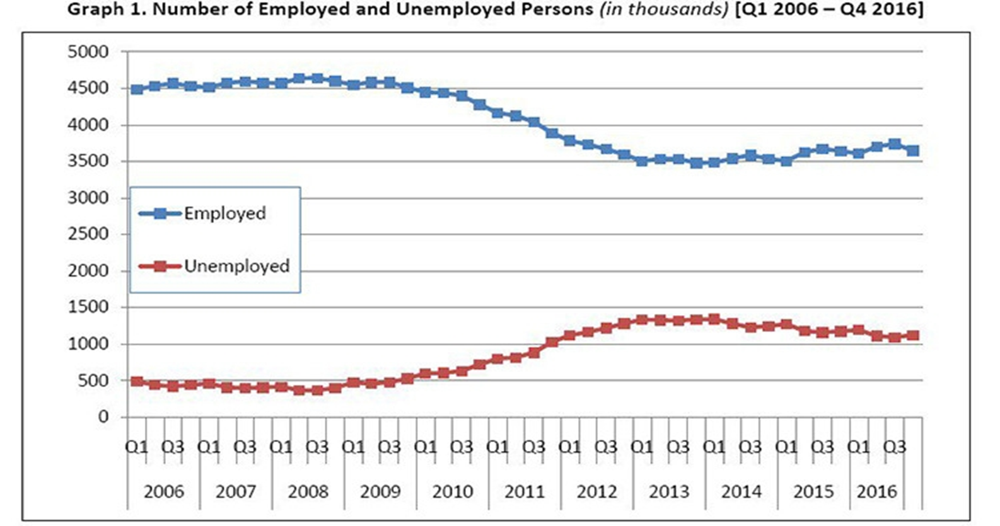 Graph 1. Number of Employed and Unemployed Persons (in thousands) [Q1 2006 – Q4 2016]
5000
4500
4000
3500
3000
2500
2000
1500
1000
500
0
Employed
Unemployed
Q1 Q3 Q1 Q3 Q1 Q3 Q1 Q3 Q1 Q3 Q1 Q3 Q1 Q3 Q1 Q3 Q1 Q3 Q1 Q3 Q1 Q3
2006 2007 2008 2009 2010 2011 2012 2013 2014 2015 2016